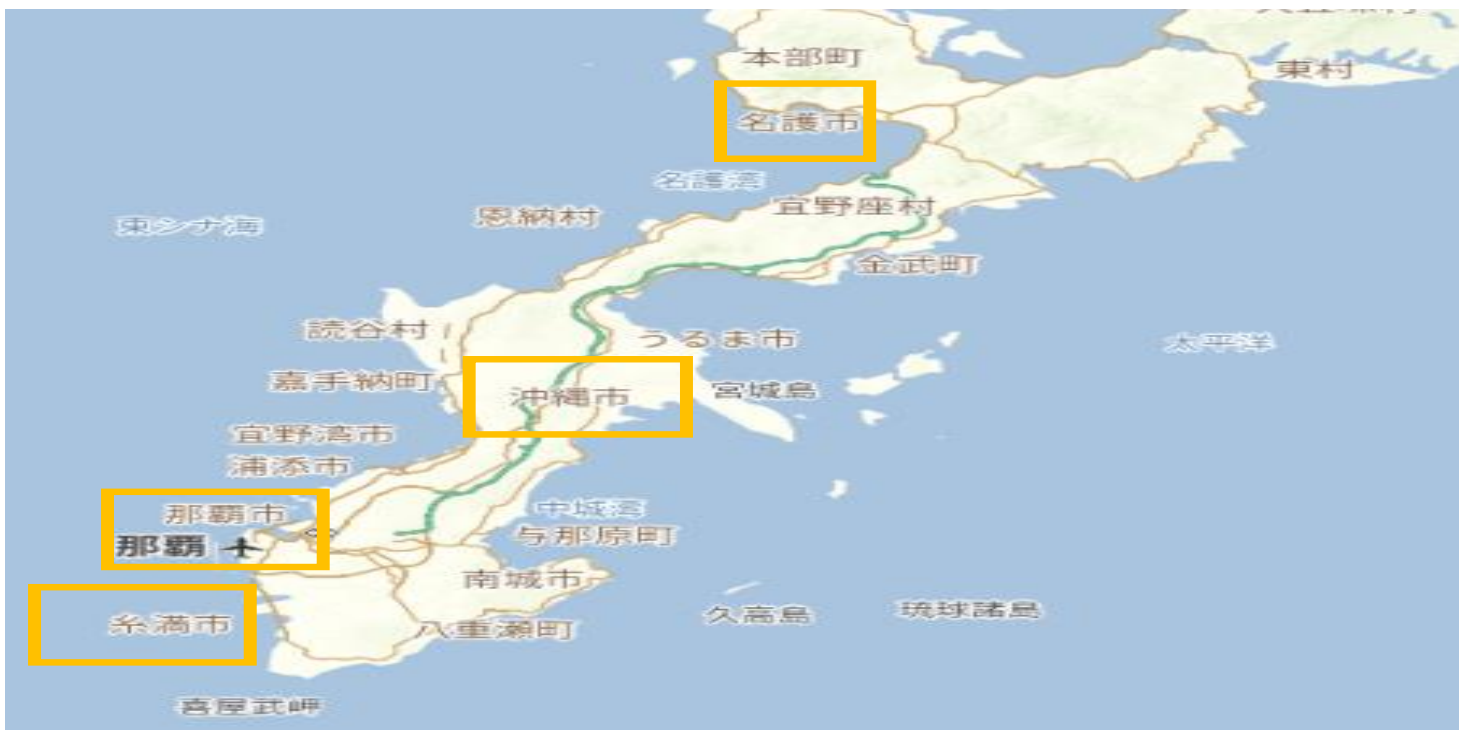 本部町
東村
名護市
名護湾
宜野座村
恩納村
東シナ海
金武町
読谷村
うるま市
太平洋
嘉手納町
沖縄市
宮城島
宜野湾市
浦添市
那覇市
中城湾
与那原町
那覇
南城市
久高島
琉球諸島
糸満市
八重瀬町
喜屋武岬